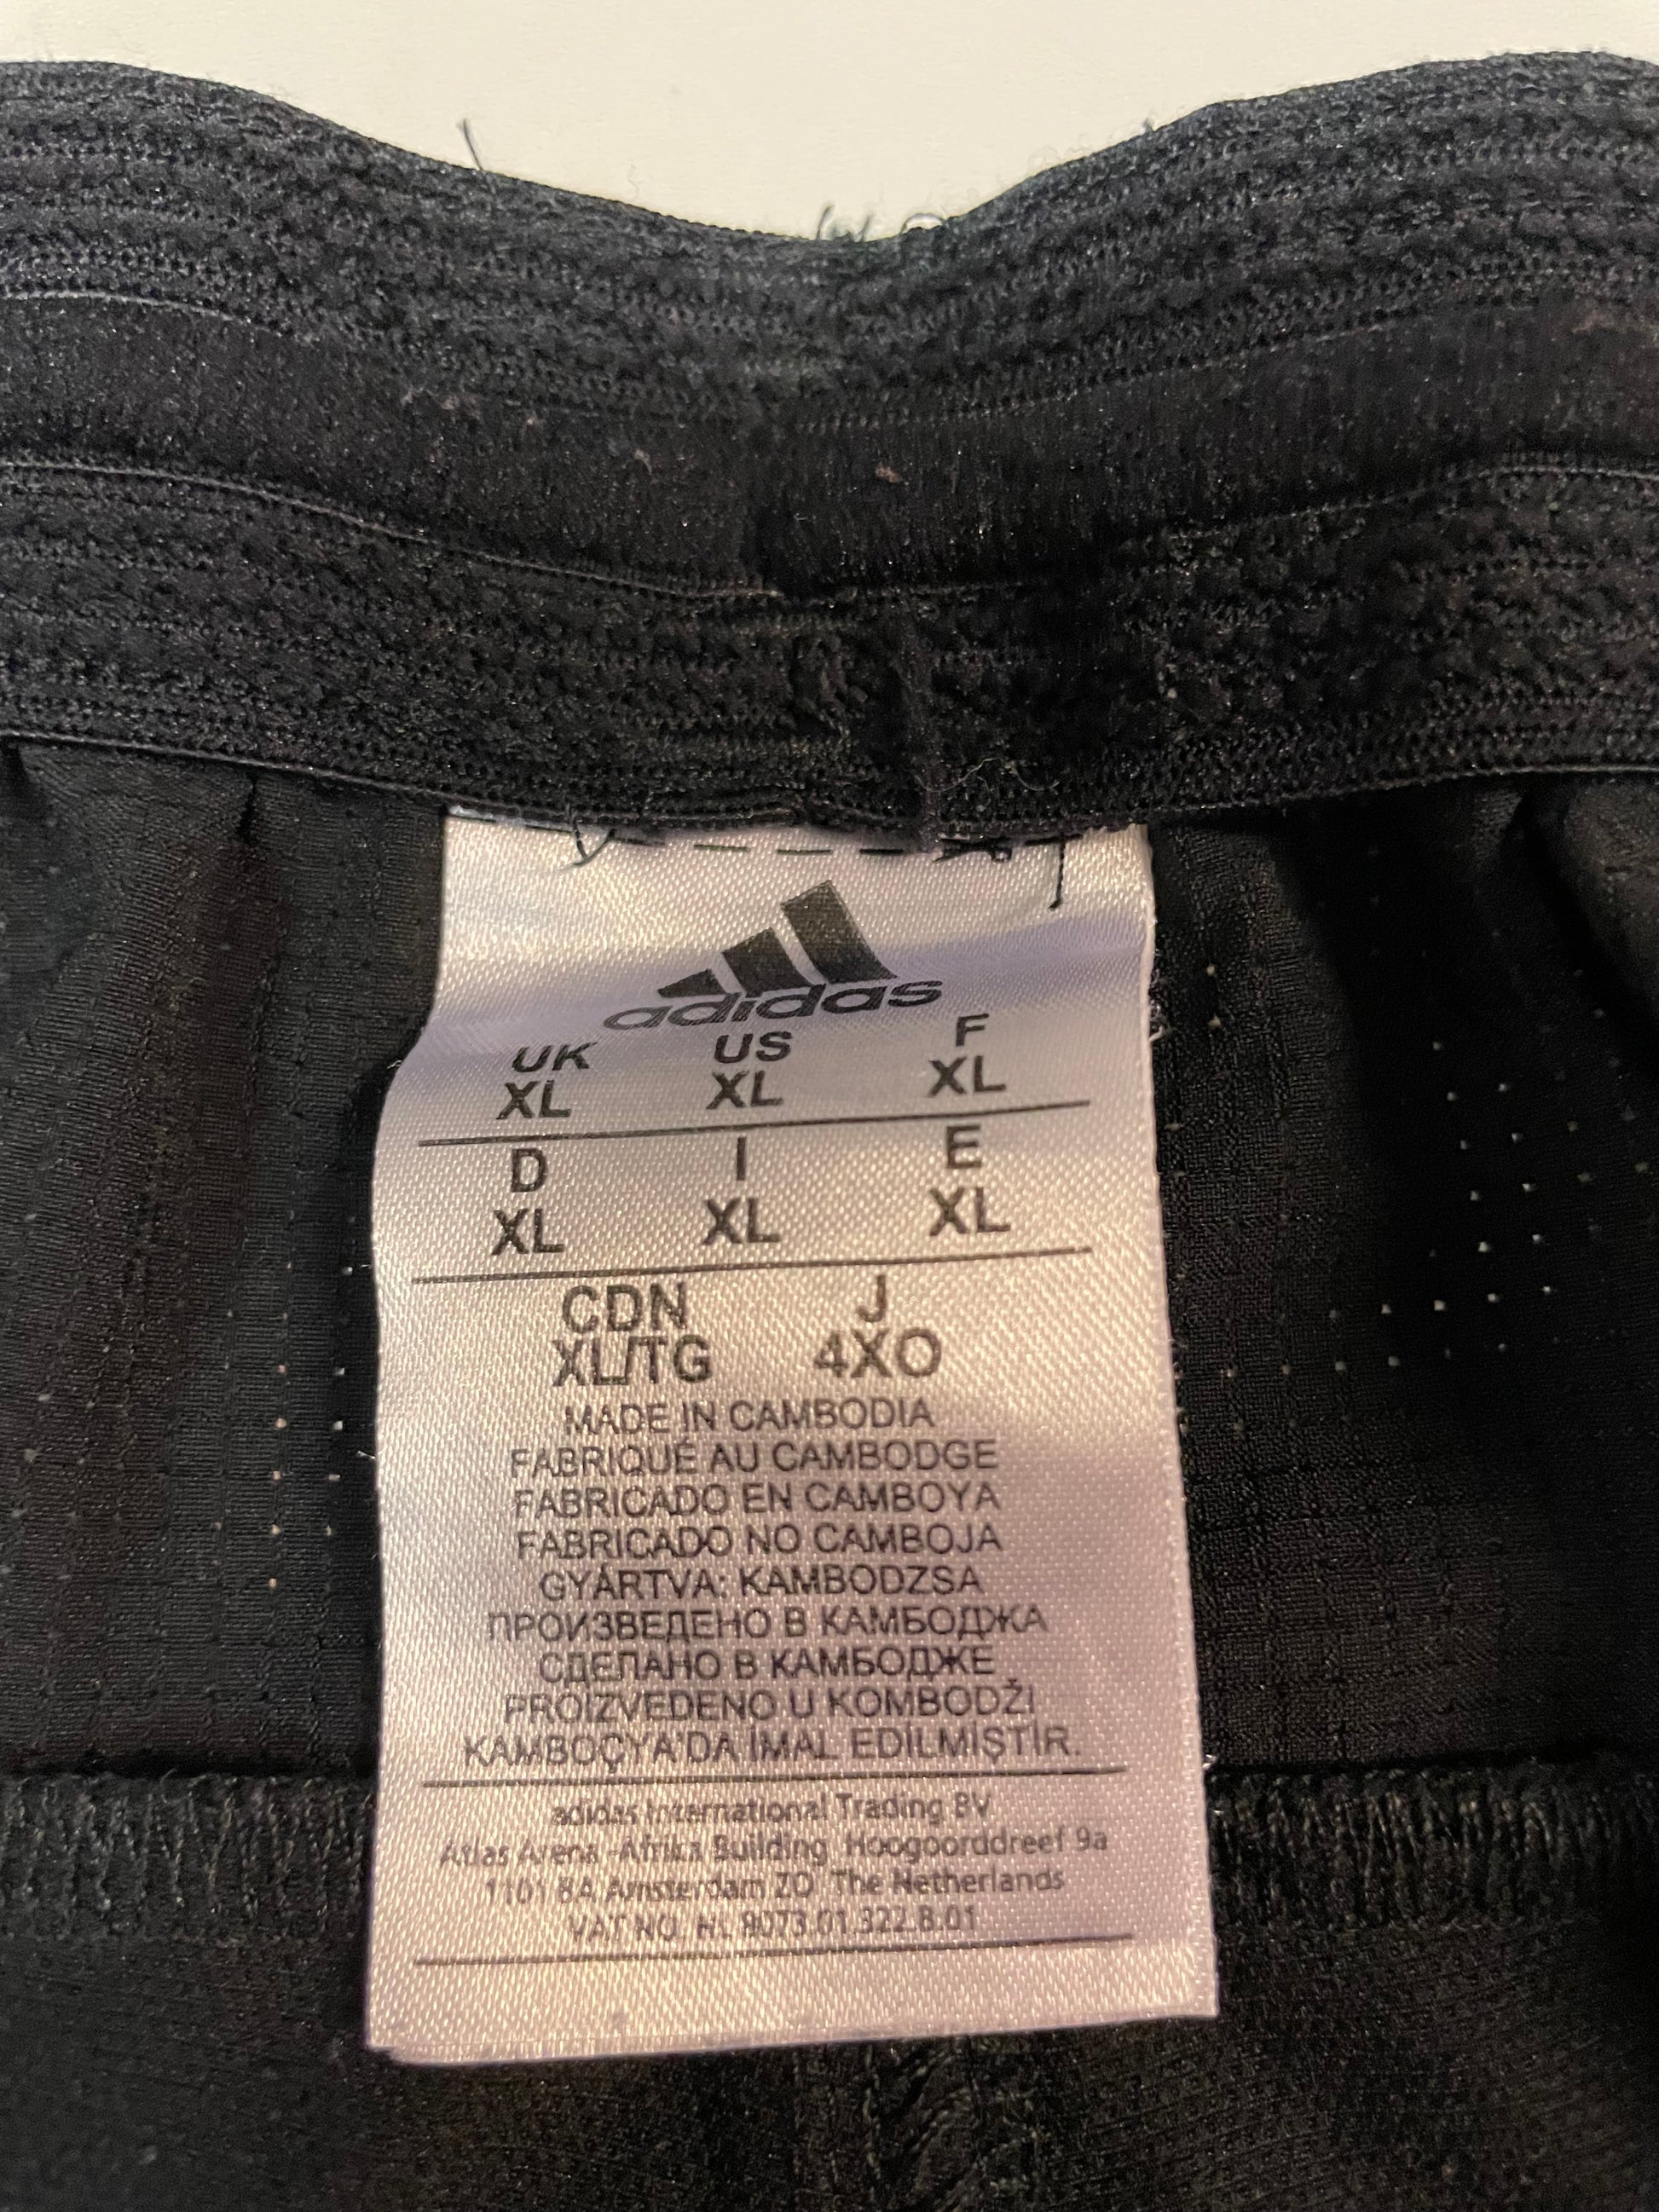 adidas
UK US F
XL XL XL
D I E
XL XL XL
CDN J
XL/TG 4XO
MADE IN CAMBODIA
FABRIQUÉ AU CAMBODGE
FABRICADO EN CAMBOYA
FABRICADO NO CAMBOJA
GYÁRTVA: KAMBODZSA
ПРОИЗВЕДЕНО В КАМБОДЖА
СДЕЛАНО В КАМБОДЖЕ
PROIZVEDENO U KOMBODŽI
KAMBOÇYA'DA İMAL EDİLMİŞTİR.
adidas International Trading BV
Atlas Arena -Afrika Building Hoogoorddreef 9a
1101 BA Amsterdam ZO The Netherlands
VAT NO. NL 8073.01.322.B.01